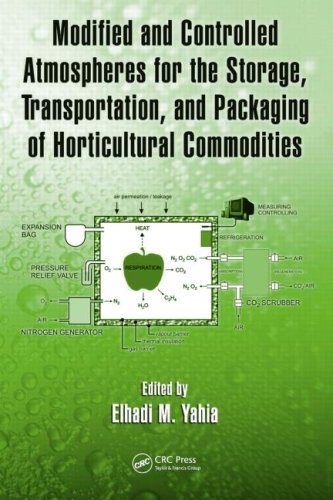 Modified and Controlled
Atmospheres for the Storage,
Transportation, and Packaging
of Horticultural Commodities
air permeation / leakage
EXPANSION
BAG
MEASURING
CONTROLLING
HEAT
REFRIGERATION
PRESSURE
RELIEF VALVE
O₂
RESPIRATION
CO₂
N₂ O₂ CO₂
AIR
N₂ O₂
CO₂/AIR
C₂H₄
H₂O
O₂
N₂
AIR
CO₂ SCRUBBER
AIR
NITROGEN GENERATOR
vapour barrier
thermal insulation
gas barrier
Edited by
Elhadi M. Yahia
CRC
CRC Press
Taylor & Francis Group